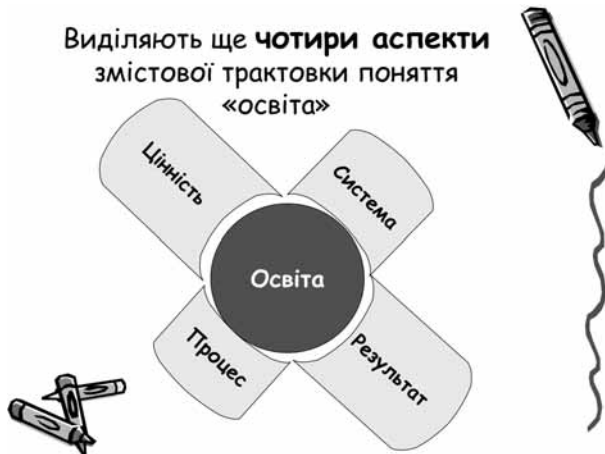 Виділяють ще чотири аспекти
змістової трактовки поняття
«освіта»
Цінність
Система
Освіта
Процес
Результат